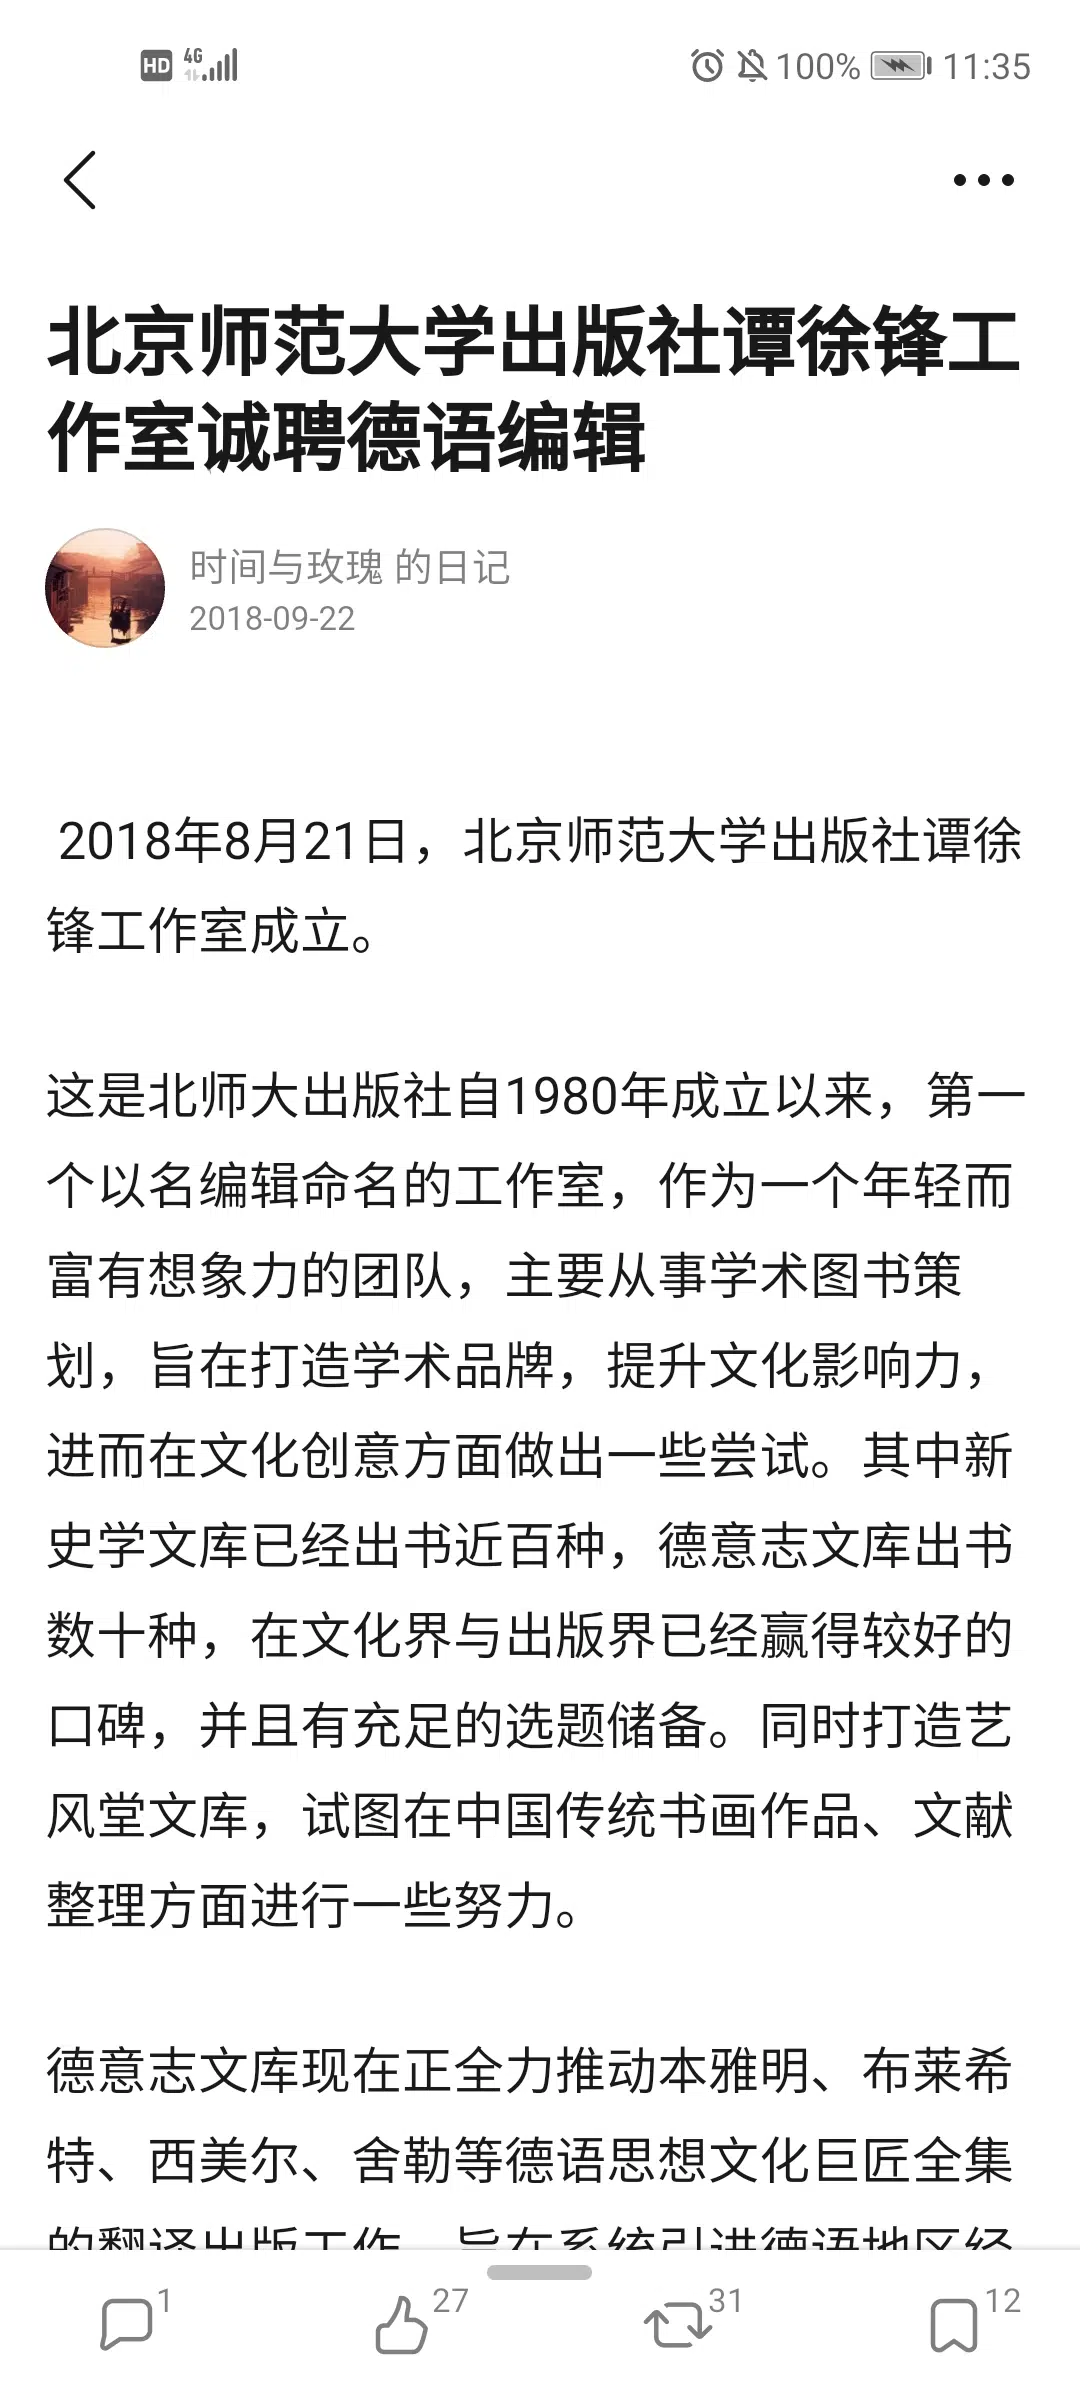 HD 4G 100% 11:35
北京师范大学出版社谭徐锋工
作室诚聘德语编辑
时间与玫瑰 的日记
2018-09-22
2018年8月21日，北京师范大学出版社谭徐
锋工作室成立。
这是北师大出版社自1980年成立以来，第一
个以名编辑命名的工作室，作为一个年轻而
富有想象力的团队，主要从事学术图书策
划，旨在打造学术品牌，提升文化影响力，
进而在文化创意方面做出一些尝试。其中新
史学文库已经出书近百种，德意志文库出书
数十种，在文化界与出版界已经赢得较好的
口碑，并且有充足的选题储备。同时打造艺
风堂文库，试图在中国传统书画作品、文献
整理方面进行一些努力。
德意志文库现在正全力推动本雅明、布莱希
特、西美尔、舍勒等德语思想文化巨匠全集
的翻译出版工作，旨在系统引进德语地区经
1 27 31 12